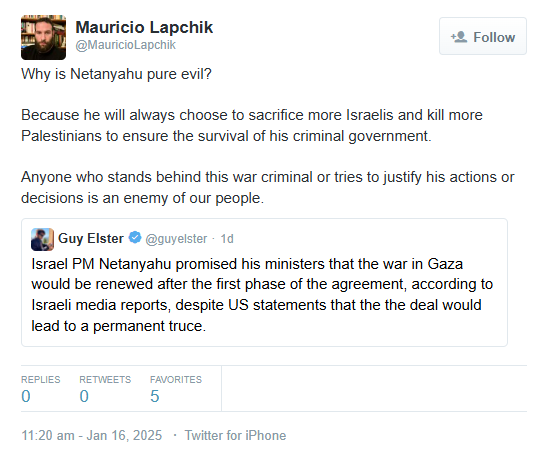 Mauricio Lapchik
@MauricioLapchik
Follow
Why is Netanyahu pure evil?
Because he will always choose to sacrifice more Israelis and kill more
Palestinians to ensure the survival of his criminal government.
Anyone who stands behind this war criminal or tries to justify his actions or
decisions is an enemy of our people.
Guy Elster @guyelster · 1d
Israel PM Netanyahu promised his ministers that the war in Gaza
would be renewed after the first phase of the agreement, according to
Israeli media reports, despite US statements that the the deal would
lead to a permanent truce.
REPLIES RETWEETS FAVORITES
0 0 5
11:20 am - Jan 16, 2025 · Twitter for iPhone